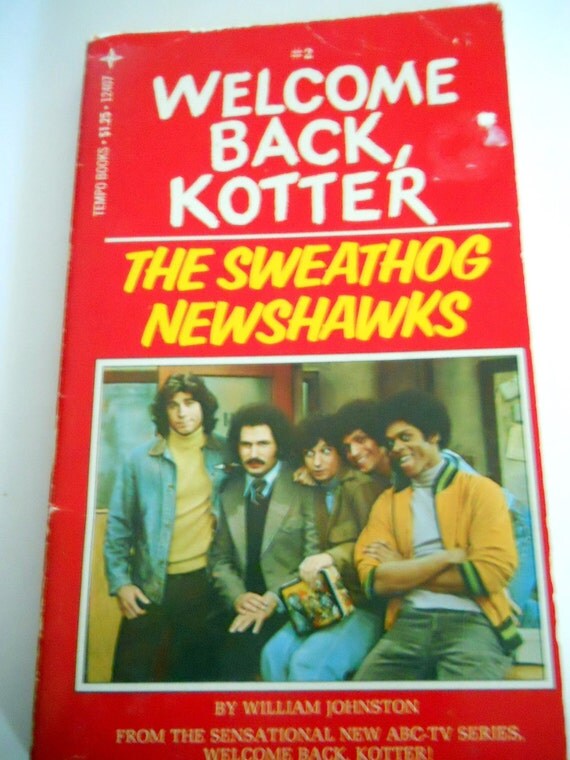 #2
WELCOME
BACK,
KOTTER
TEMPO BOOKS • $1.25 • 12407
THE SWEATHOG
NEWSHAWKS
BY WILLIAM JOHNSTON
FROM THE SENSATIONAL NEW ABC-TV SERIES,
WELCOME BACK, KOTTER!